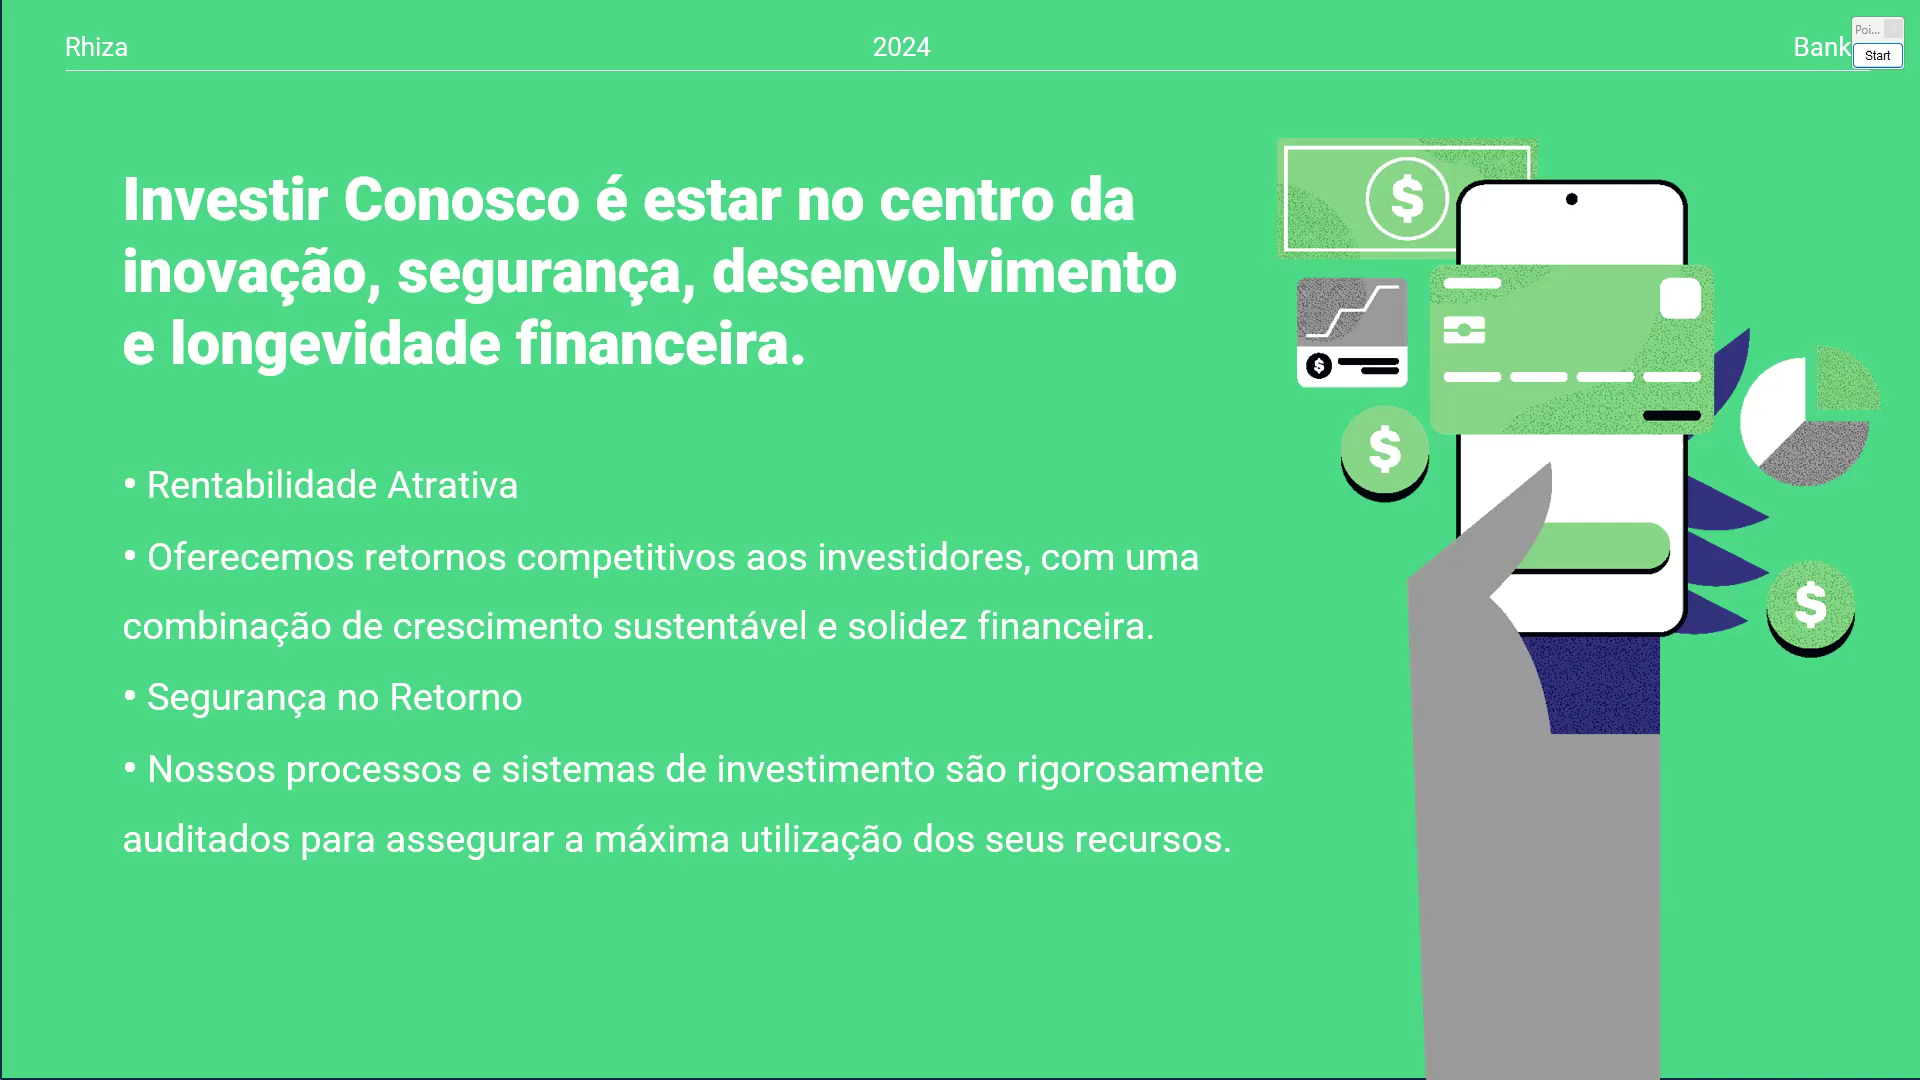 Rhiza
2024
Bank
Poi...
Start
Investir Conosco é estar no centro da
inovação, segurança, desenvolvimento
e longevidade financeira.
• Rentabilidade Atrativa
• Oferecemos retornos competitivos aos investidores, com uma
combinação de crescimento sustentável e solidez financeira.
• Segurança no Retorno
• Nossos processos e sistemas de investimento são rigorosamente
auditados para assegurar a máxima utilização dos seus recursos.
$
$
$
$